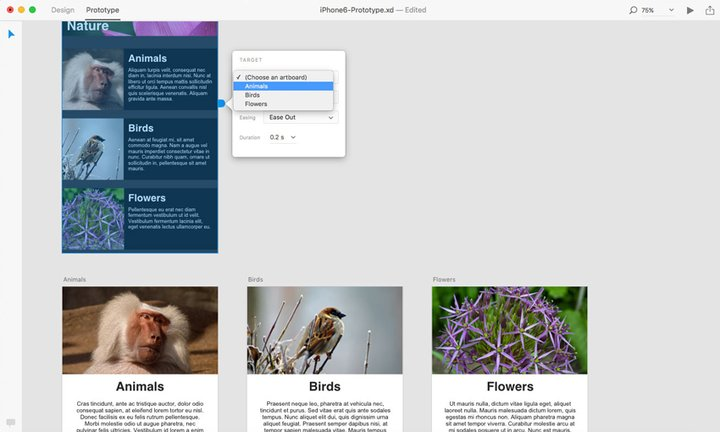 Design
Prototype
iPhone6-Prototype.xd — Edited
75%
Nature
Animals
Aliquam turpis velit, consequat nec
diam in, lacinia interdum nunc. Nunc at
libero ut orci tempus mattis sollicitudin
efficitur ligula. Aenean convallis nisl
quis scelerisque venenatis. Aliquam
gravida ante massa.
Birds
Aenean at feugiat mi, sit amet
commodo magna. Nam a augue vel
mauris imperdiet consectetur vitae in
nunc. Curabitur nibh quam, ornare ut
sollicitudin in, pellentesque sit amet
mauris.
Flowers
Pellentesque eu erat nec diam
fermentum vestibulum ut id velit.
Vestibulum fermentum lacinia elit,
eget venenatis lectus ullamcorper eu.
TARGET
✓ (Choose an artboard)
Animals
Birds
Flowers
Easing Ease Out
Duration 0.2 s
Animals
Animals
Cras tincidunt, ante ac tristique auctor, dolor odio
consequat sapien, at eleifend lorem tortor eu nisl.
Donec facilisis ex eu felis rutrum pellentesque.
Morbi molestie odio ut augue pharetra, nec
pulvinar felis ultricies. Vestibulum id lorem a enim
Birds
Birds
Praesent neque leo, pharetra at vehicula nec,
tincidunt et purus. Sed vitae erat quis ante sodales
tempus. Nunc aliquet elit dui, quis dignissim urna
aliquet feugiat. Praesent semper dapibus nisi, at
tempor sapien malesuada vitae. Mauris tempus
Flowers
Flowers
Ut mauris nulla, dictum vitae ligula eget, aliquet
laoreet nulla. Mauris malesuada dictum lorem, quis
egestas mi rhoncus non. Aliquam pharetra magna
sit amet tempor viverra. Curabitur molestie arcu at
mi sodales posuere ut in arcu. Nunc est mauris,